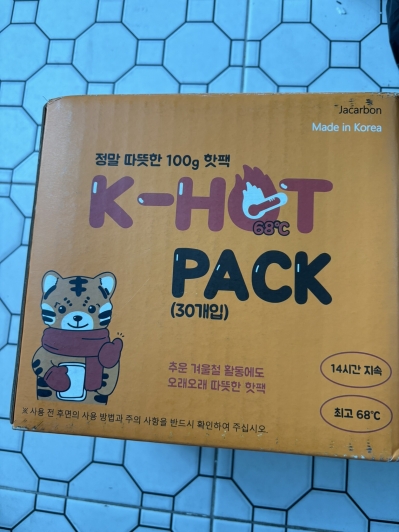 Jacarbon
Made in Korea
정말 따뜻한 100g 핫팩
K-HOT
68℃
PACK
(30개입)
추운 겨울철 활동에도
오래오래 따뜻한 핫팩
14시간 지속
최고 68℃
※ 사용 전 후면의 사용 방법과 주의 사항을 반드시 확인하여 주십시오.